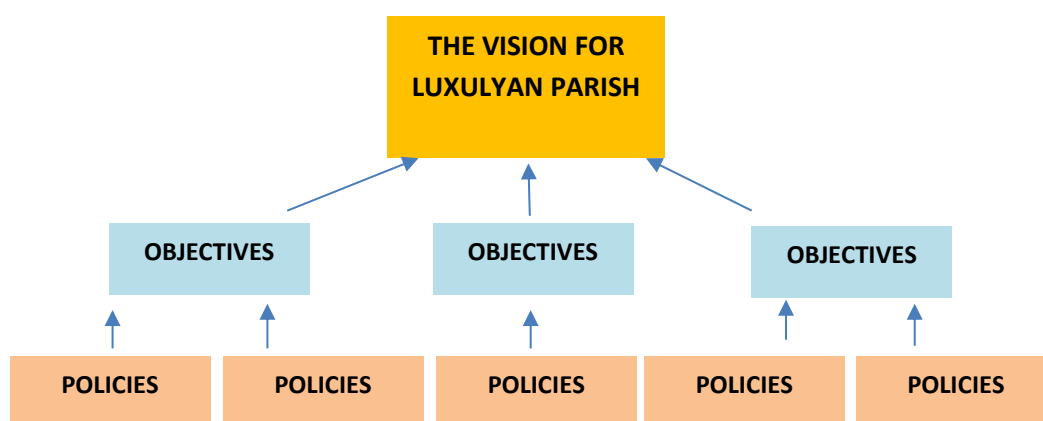 THE VISION FOR
LUXULYAN PARISH
OBJECTIVES
OBJECTIVES
OBJECTIVES
POLICIES
POLICIES
POLICIES
POLICIES
POLICIES